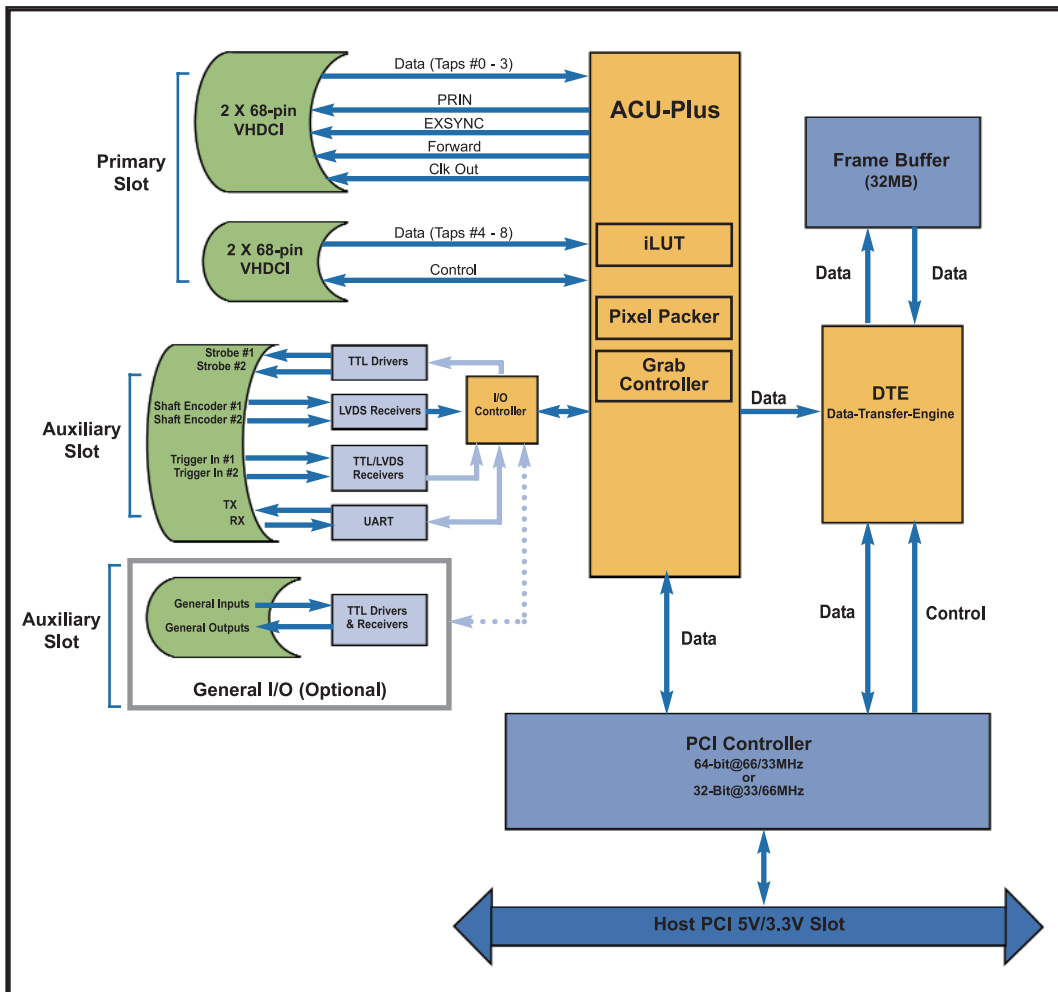 Primary
Slot
2 X 68-pin
VHDCI
Data (Taps #0 - 3)
PRIN
EXSYNC
Forward
Clk Out
2 X 68-pin
VHDCI
Data (Taps #4 - 8)
Control
ACU-Plus
iLUT
Pixel Packer
Grab
Controller
Frame Buffer
(32MB)
Data
Data
Data
DTE
Data-Transfer-Engine
Auxiliary
Slot
Strobe #1
Strobe #2
Shaft Encoder #1
Shaft Encoder #2
Trigger In #1
Trigger In #2
TX
RX
TTL Drivers
LVDS Receivers
TTL/LVDS
Receivers
UART
I/O
Controller
Auxiliary
Slot
General Inputs
General Outputs
TTL Drivers
& Receivers
General I/O (Optional)
Data
Data
Control
PCI Controller
64-bit@66/33MHz
or
32-Bit@33/66MHz
Host PCI 5V/3.3V Slot